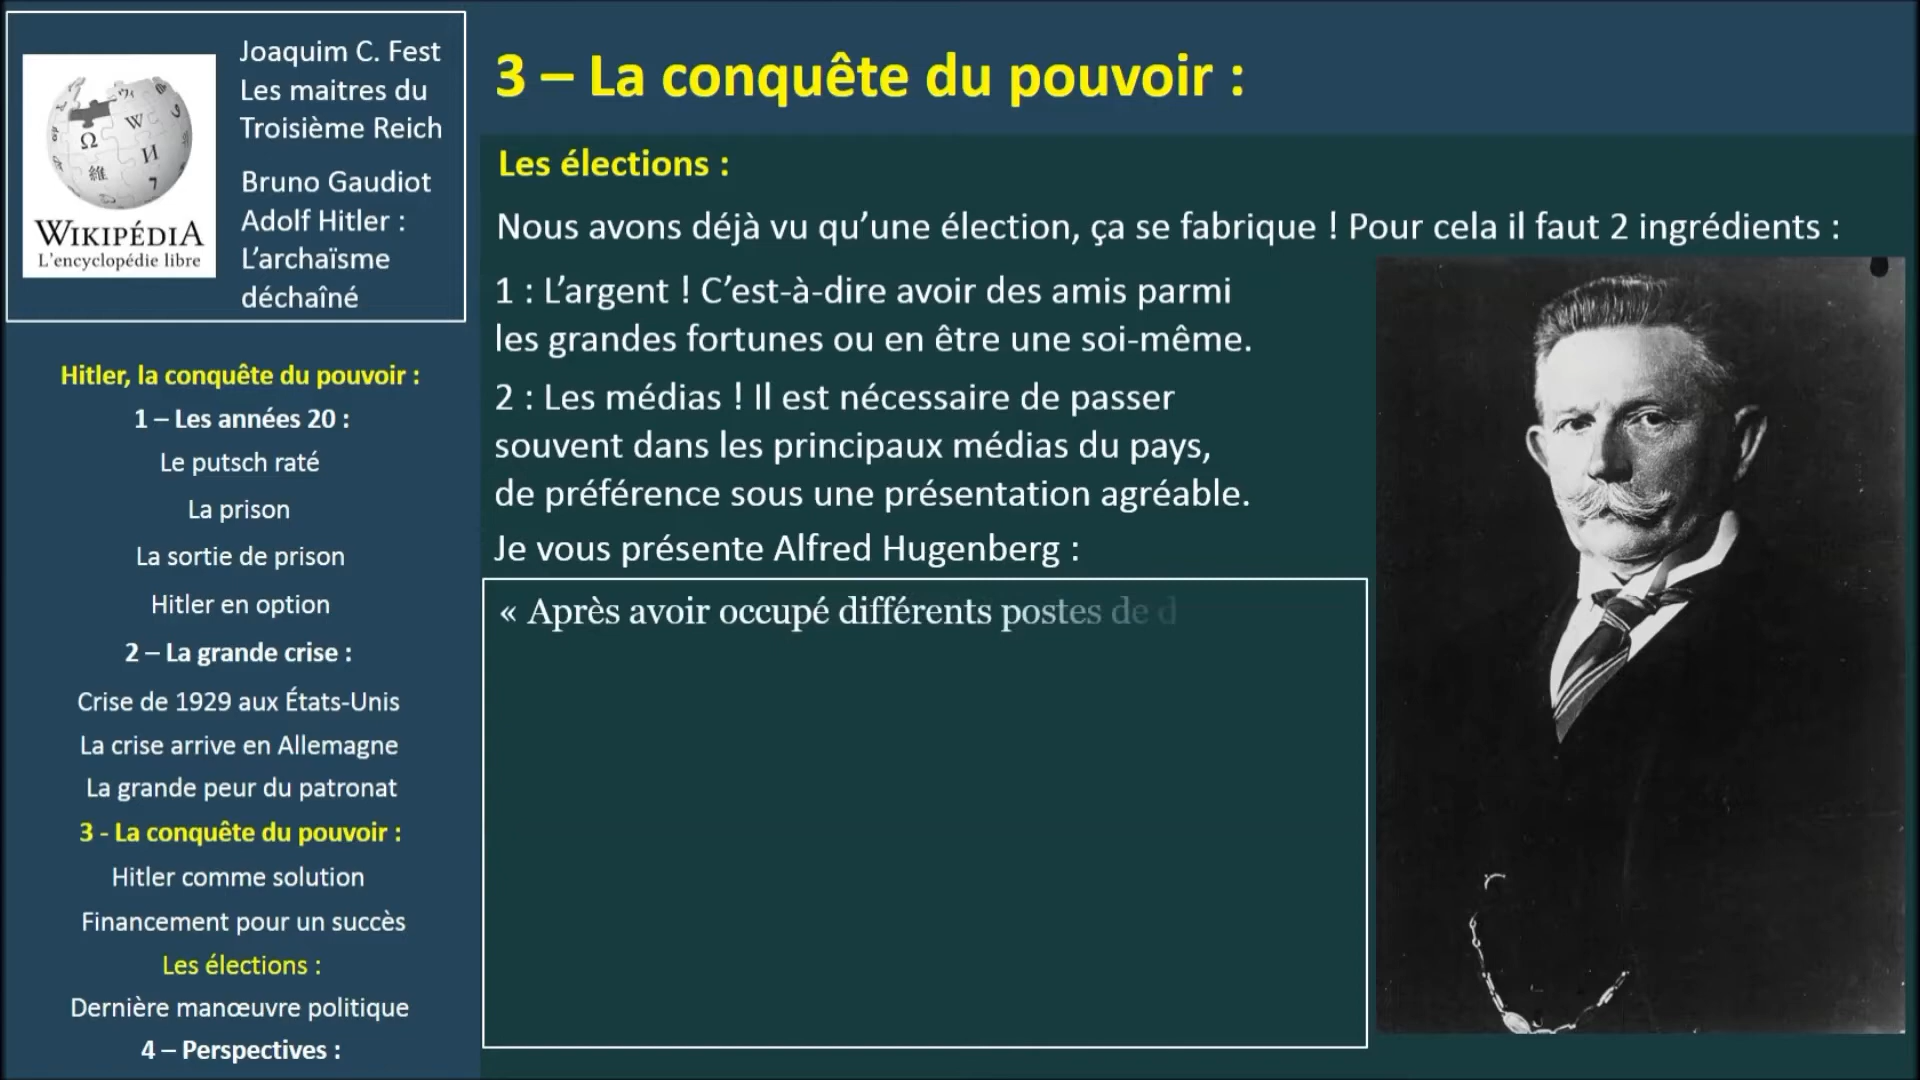 Joaquim C. Fest
Les maitres du
Troisième Reich
Bruno Gaudiot
Adolf Hitler :
L’archaïsme
déchaîné
Ω
W
И
維
7
WIKIPÉDIA
L'encyclopédie libre
Hitler, la conquête du pouvoir :
1 – Les années 20 :
Le putsch raté
La prison
La sortie de prison
Hitler en option
2 – La grande crise :
Crise de 1929 aux États-Unis
La crise arrive en Allemagne
La grande peur du patronat
3 - La conquête du pouvoir :
Hitler comme solution
Financement pour un succès
Les élections :
Dernière manœuvre politique
4 – Perspectives :
3 – La conquête du pouvoir :
Les élections :
Nous avons déjà vu qu’une élection, ça se fabrique ! Pour cela il faut 2 ingrédients :
1 : L’argent ! C’est-à-dire avoir des amis parmi
les grandes fortunes ou en être une soi-même.
2 : Les médias ! Il est nécessaire de passer
souvent dans les principaux médias du pays,
de préférence sous une présentation agréable.
Je vous présente Alfred Hugenberg :
« Après avoir occupé différents postes de d